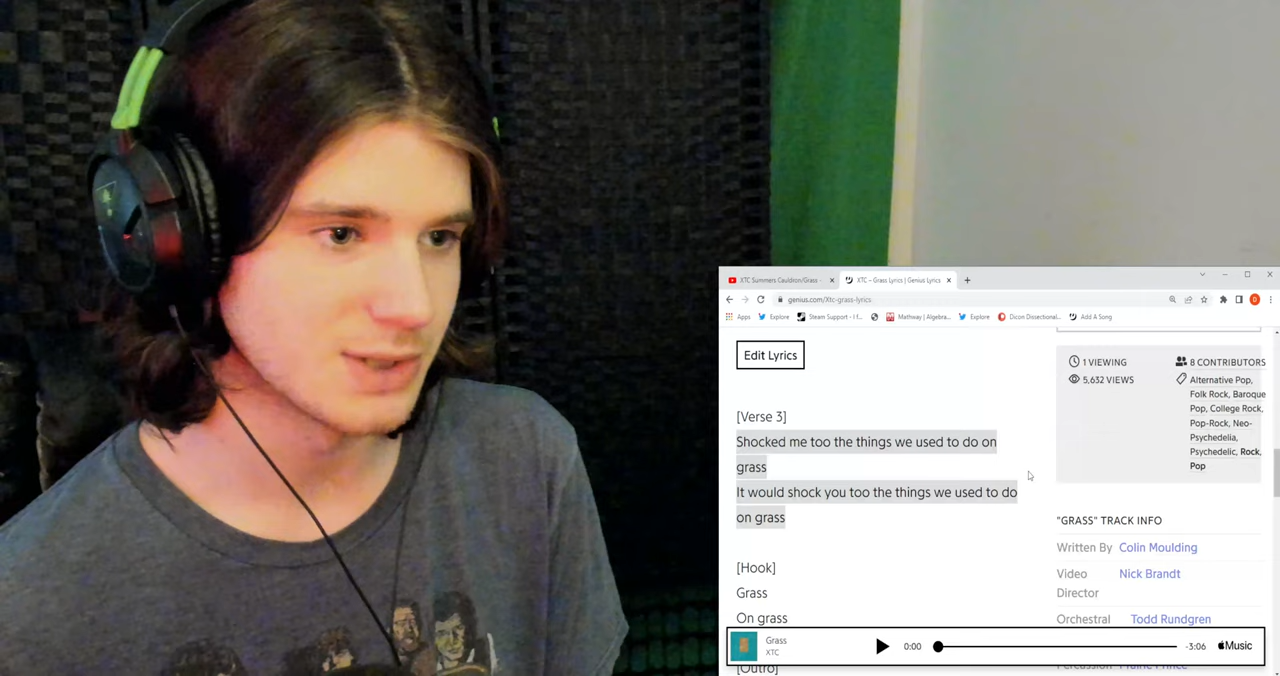 XTC Summers Cauldron/Grass -
XTC – Grass Lyrics | Genius Lyrics
genius.com/Xtc-grass-lyrics
Apps Explore Steam Support - I f... Mathway | Algebra... Explore Dicon Dissectional... Add A Song
Edit Lyrics
[Verse 3]
Shocked me too the things we used to do on
grass
It would shock you too the things we used to do
on grass
[Hook]
Grass
On grass
[Outro]
1 VIEWING
5,632 VIEWS
8 CONTRIBUTORS
Alternative Pop,
Folk Rock, Baroque
Pop, College Rock,
Pop-Rock, Neo-
Psychedelia,
Psychedelic, Rock,
Pop
"GRASS" TRACK INFO
Written By Colin Moulding
Video Nick Brandt
Director
Orchestral Todd Rundgren
Percussion Prairie Prince
Grass
XTC
0:00
-3:06
Music